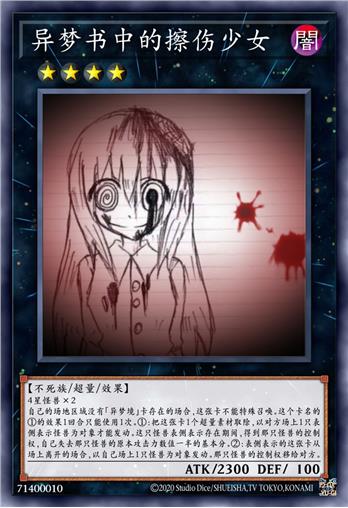 异梦书中的擦伤少女
闇
【不死族/超量/效果】
4星怪兽×2
自己的场地区域没有「异梦境」卡存在的场合，这张卡不能特殊召唤。这个卡名的
①的效果1回合只能使用1次。①：把这张卡1个超量素材取除，以对方场上1只表
侧表示怪兽为对象才能发动。这只怪兽表侧表示存在期间，得到那只怪兽的控制
权，自己失去那只怪兽的原本攻击力数值一半的基本分。②：表侧表示的这张卡从
场上离开的场合，以自己场上1只怪兽为对象发动。那只怪兽的控制权移除对方。
ATK/2300 DEF/ 100
71400010
©2020 Studio Dice/SHUEISHA,TV TOKYO,KONAMI